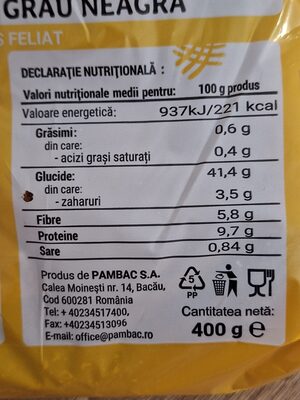 GRÂU NEAGRĂ
FELIAT
DECLARAȚIE NUTRIȚIONALĂ :
Valori nutriționale medii pentru: 100 g produs
Valoare energetică: 937kJ/221 kcal
Grăsimi: 0,6 g
din care:
- acizi grași saturați 0,4 g
Glucide: 41,4 g
din care:
- zaharuri 3,5 g
Fibre 5,8 g
Proteine 9,7 g
Sare 0,84 g
Produs de PAMBAC S.A.
Calea Moinești nr. 14, Bacău,
Cod 600281 România
Tel: + 40234517400,
Fax:+40234513096
E-mail: office@pambac.ro
5
PP
Cantitatea netă:
400 g e